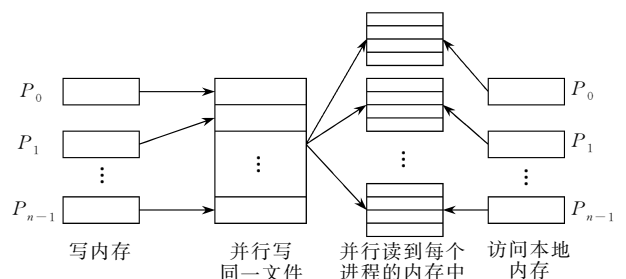 P₀
P₀
P₁
P₁
⋮
Pₙ₋₁
Pₙ₋₁
写内存
并行写
同一文件
并行读到每个
进程的内存中
访问本地
内存